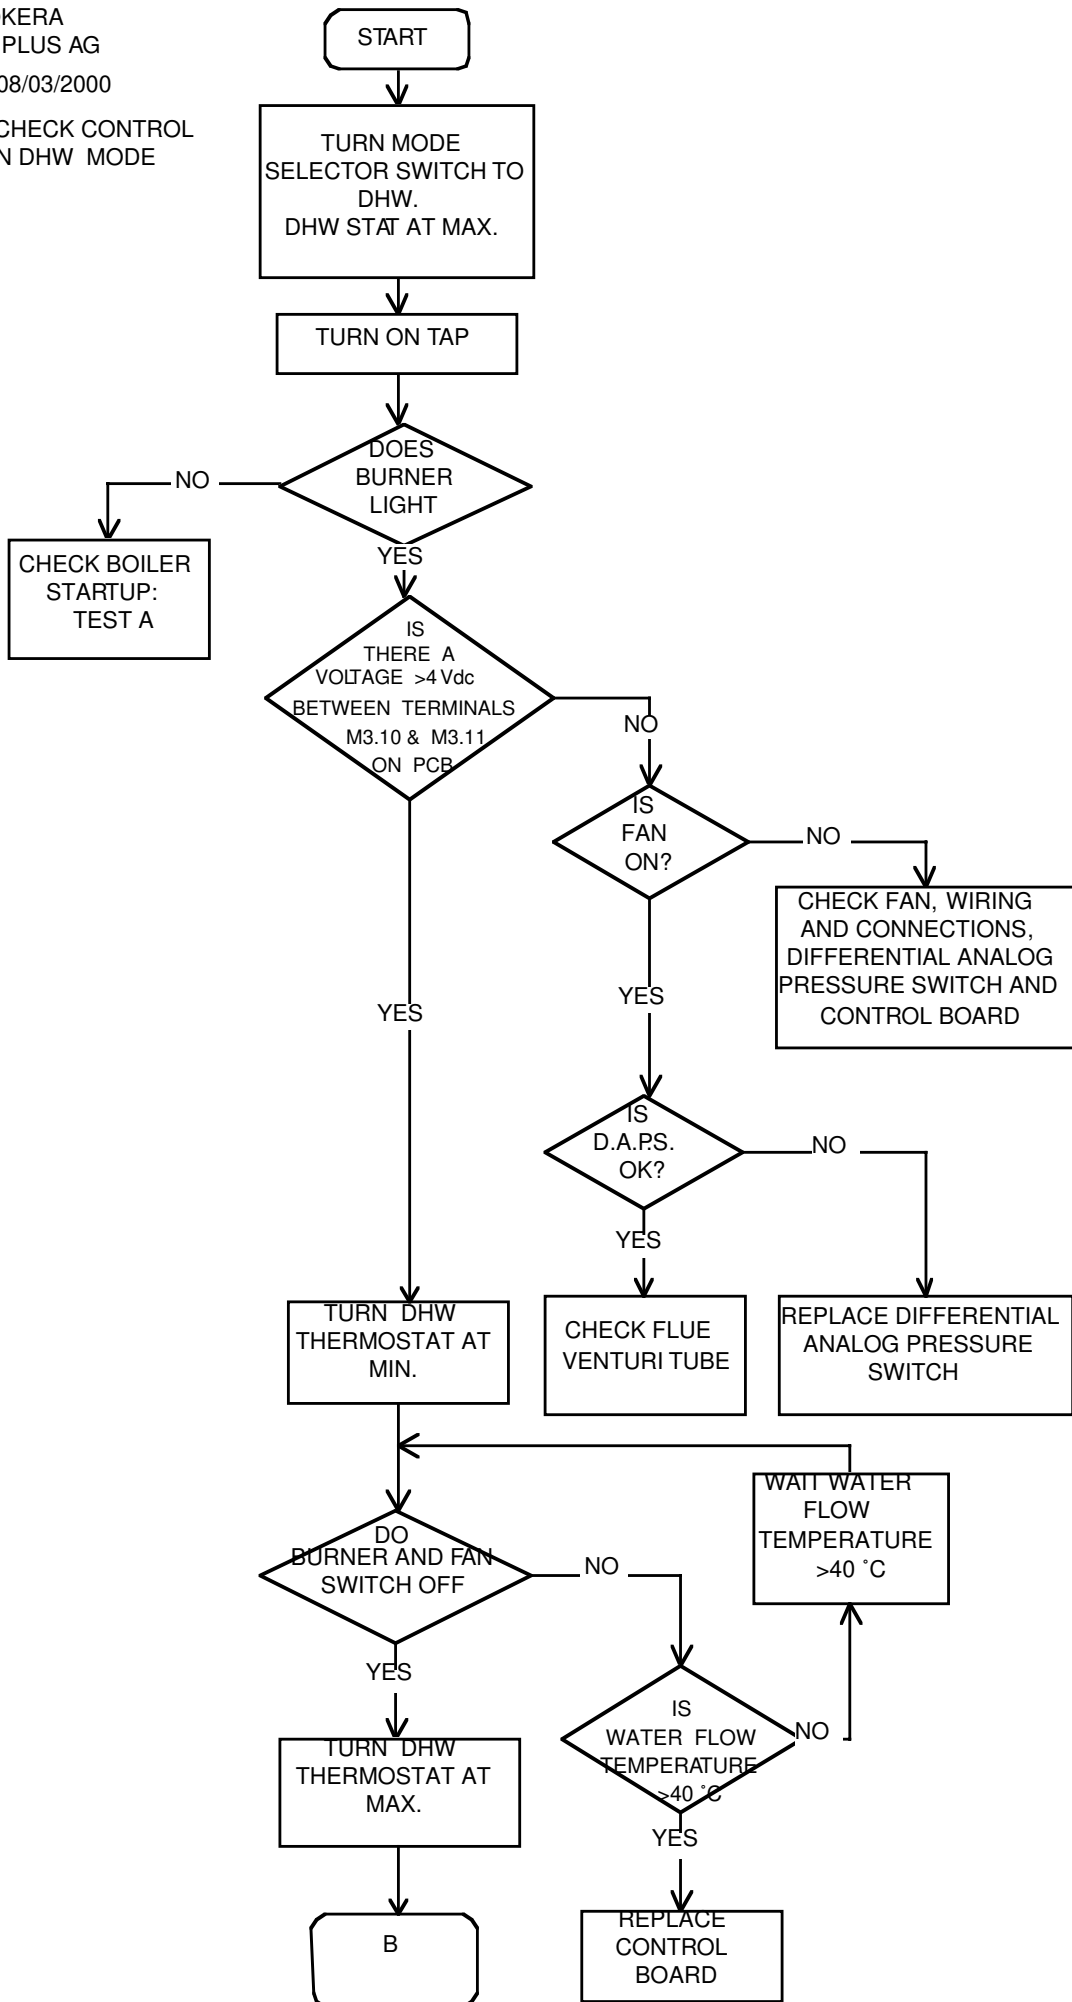 OKERA
PLUS AG
08/03/2000
CHECK CONTROL
N DHW MODE
START
TURN MODE
SELECTOR SWITCH TO
DHW.
DHW STAT AT MAX.
TURN ON TAP
DOES
BURNER
LIGHT
NO
CHECK BOILER
STARTUP:
TEST A
YES
IS
THERE A
VOLTAGE >4 Vdc
BETWEEN TERMINALS
M3.10 & M3.11
ON PCB
NO
IS
FAN
ON?
NO
CHECK FAN, WIRING
AND CONNECTIONS,
DIFFERENTIAL ANALOG
PRESSURE SWITCH AND
CONTROL BOARD
YES
YES
IS
D.A.P.S.
OK?
NO
YES
TURN DHW
THERMOSTAT AT
MIN.
CHECK FLUE
VENTURI TUBE
REPLACE DIFFERENTIAL
ANALOG PRESSURE
SWITCH
WAIT WATER
FLOW
TEMPERATURE
>40 ˚C
DO
BURNER AND FAN
SWITCH OFF
NO
YES
IS
WATER FLOW
TEMPERATURE
>40 ˚C
NO
TURN DHW
THERMOSTAT AT
MAX.
YES
B
REPLACE
CONTROL
BOARD